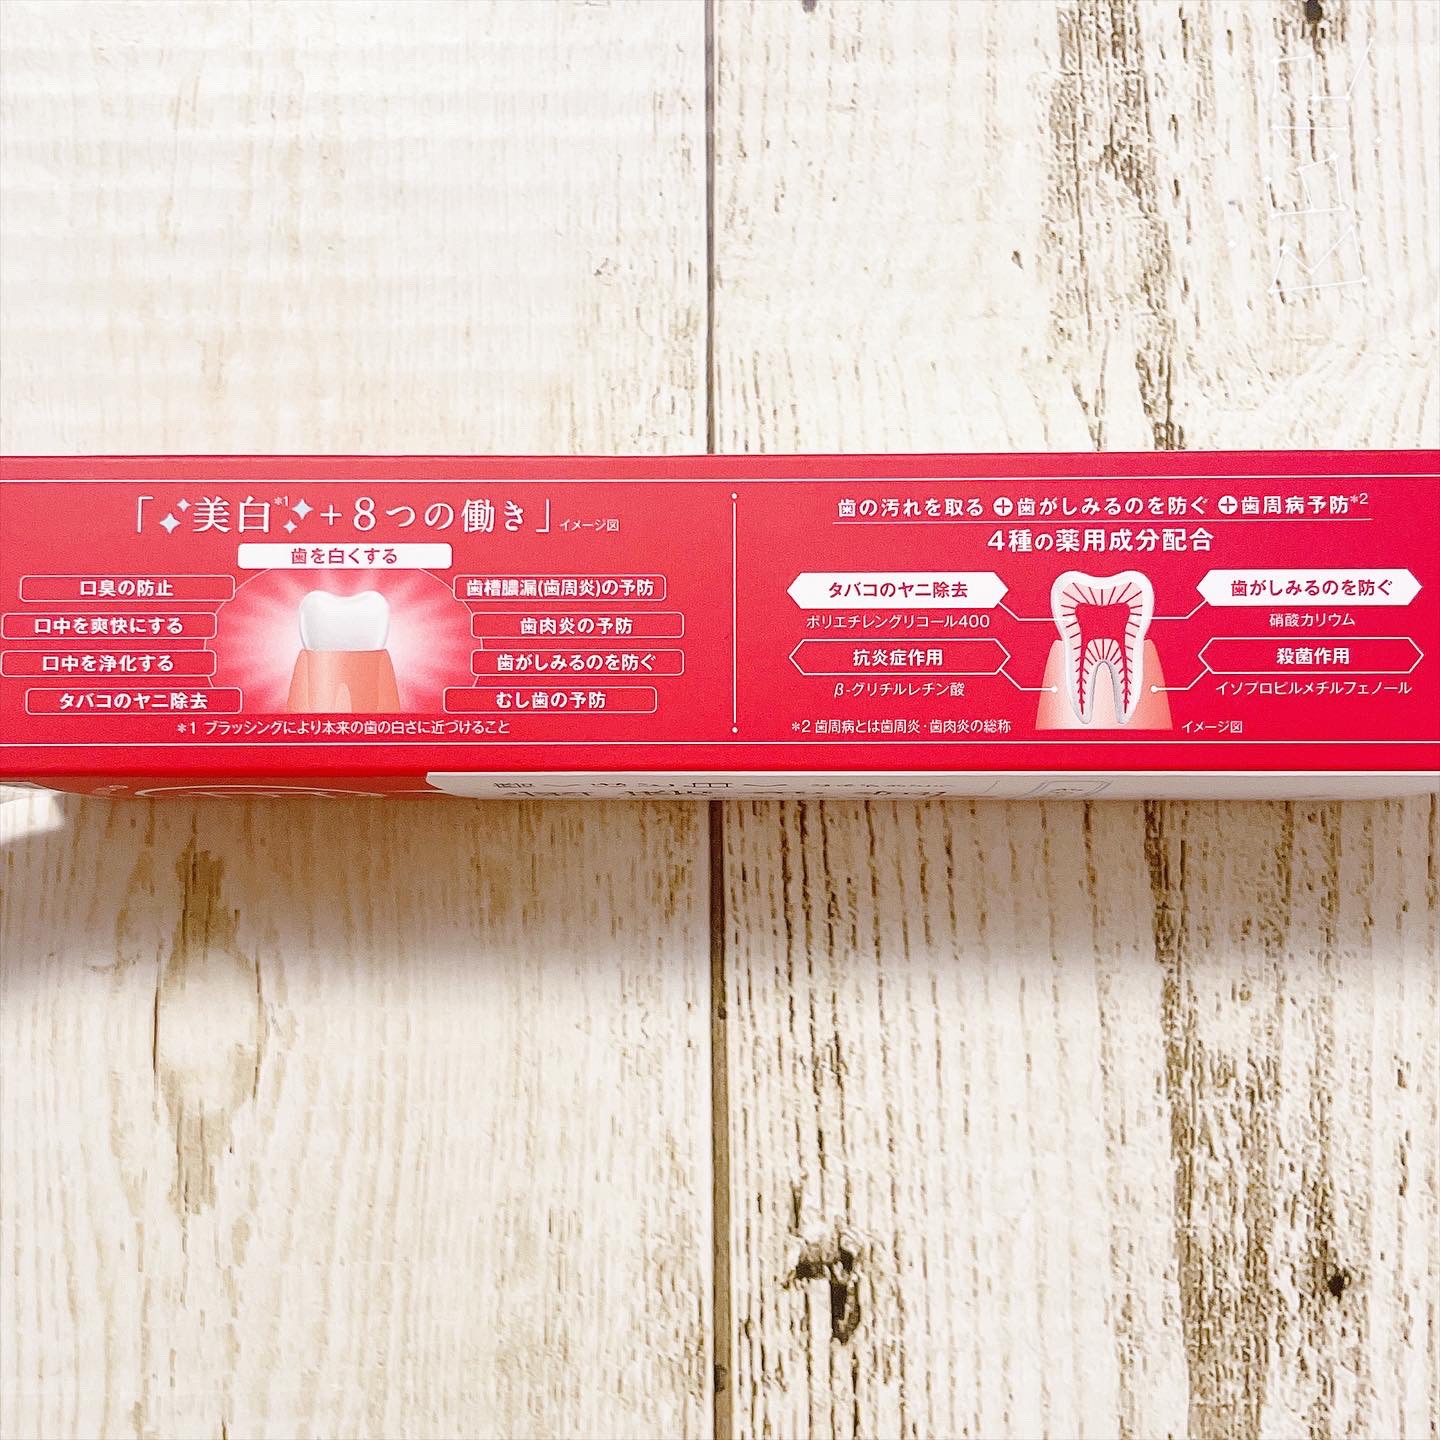 「美白*1+8つの働き」イメージ図
歯を白くする
口臭の防止
口中を爽快にする
口中を浄化する
タバコのヤニ除去
歯槽膿漏(歯周炎)の予防
歯肉炎の予防
歯がしみるのを防ぐ
むし歯の予防
*1 ブラッシングにより本来の歯の白さに近づけること
歯の汚れを取る+歯がしみるのを防ぐ+歯周病予防*2
4種の薬用成分配合
タバコのヤニ除去
ポリエチレングリコール400
抗炎症作用
β-グリチルレチン酸
歯がしみるのを防ぐ
硝酸カリウム
殺菌作用
イソプロピルメチルフェノール
*2 歯周病とは歯周炎・歯肉炎の総称
イメージ図